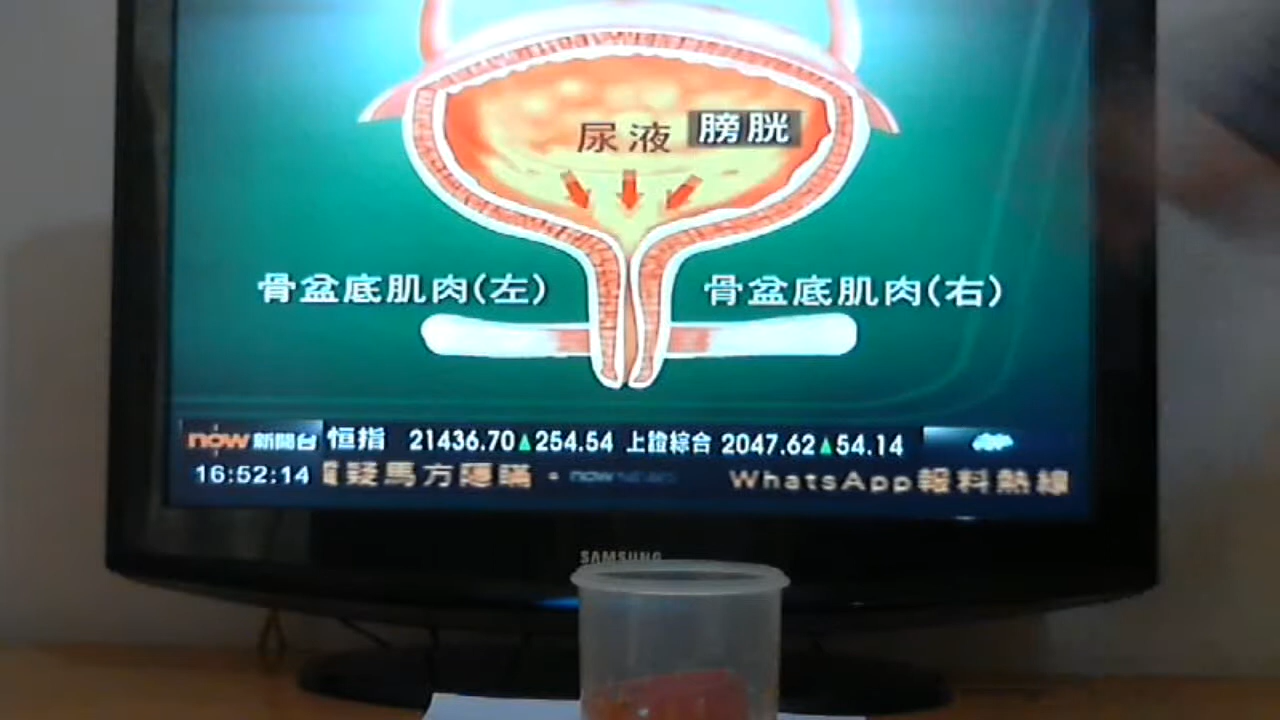 尿液 膀胱
骨盆底肌肉(左) 骨盆底肌肉(右)
now 新聞台 恒指 21436.70▲254.54 上證綜合 2047.62▲54.14
16:52:14 疑馬方隱瞞。now NEWS WhatsApp報料熱線
SAMSUNG